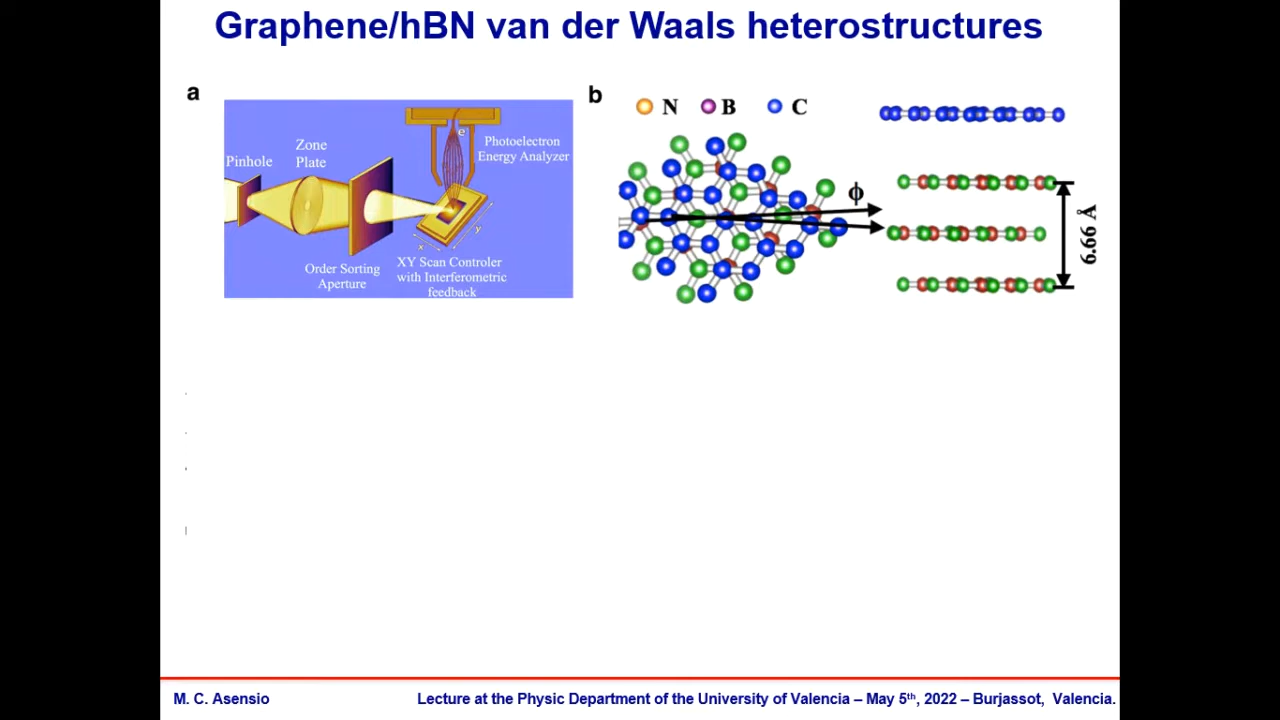 Graphene/hBN van der Waals heterostructures
a
Pinhole
Zone
Plate
e
Photoelectron
Energy Analyzer
Order Sorting
Aperture
x
y
XY Scan Controler
with Interferometric
feedback
b
N B C
ϕ
6.66 Å
M. C. Asensio
Lecture at the Physic Department of the University of Valencia – May 5th, 2022 – Burjassot, Valencia.